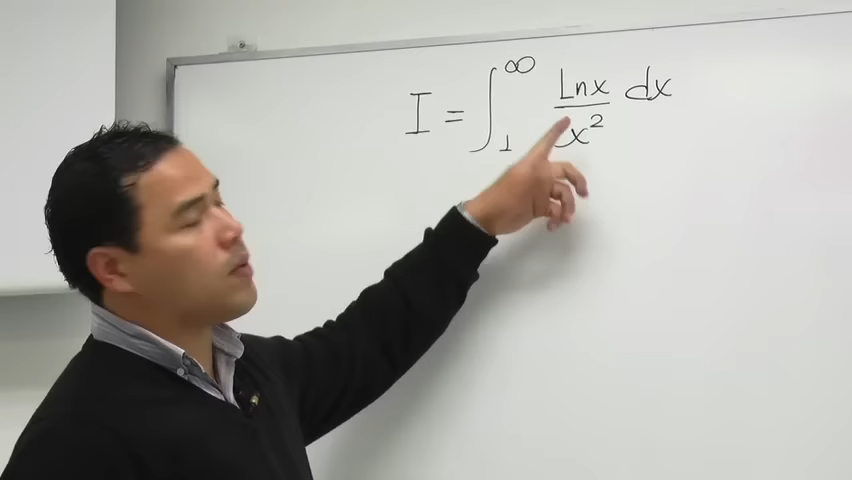 I = ∫₁^∞ Lnx/x² dx